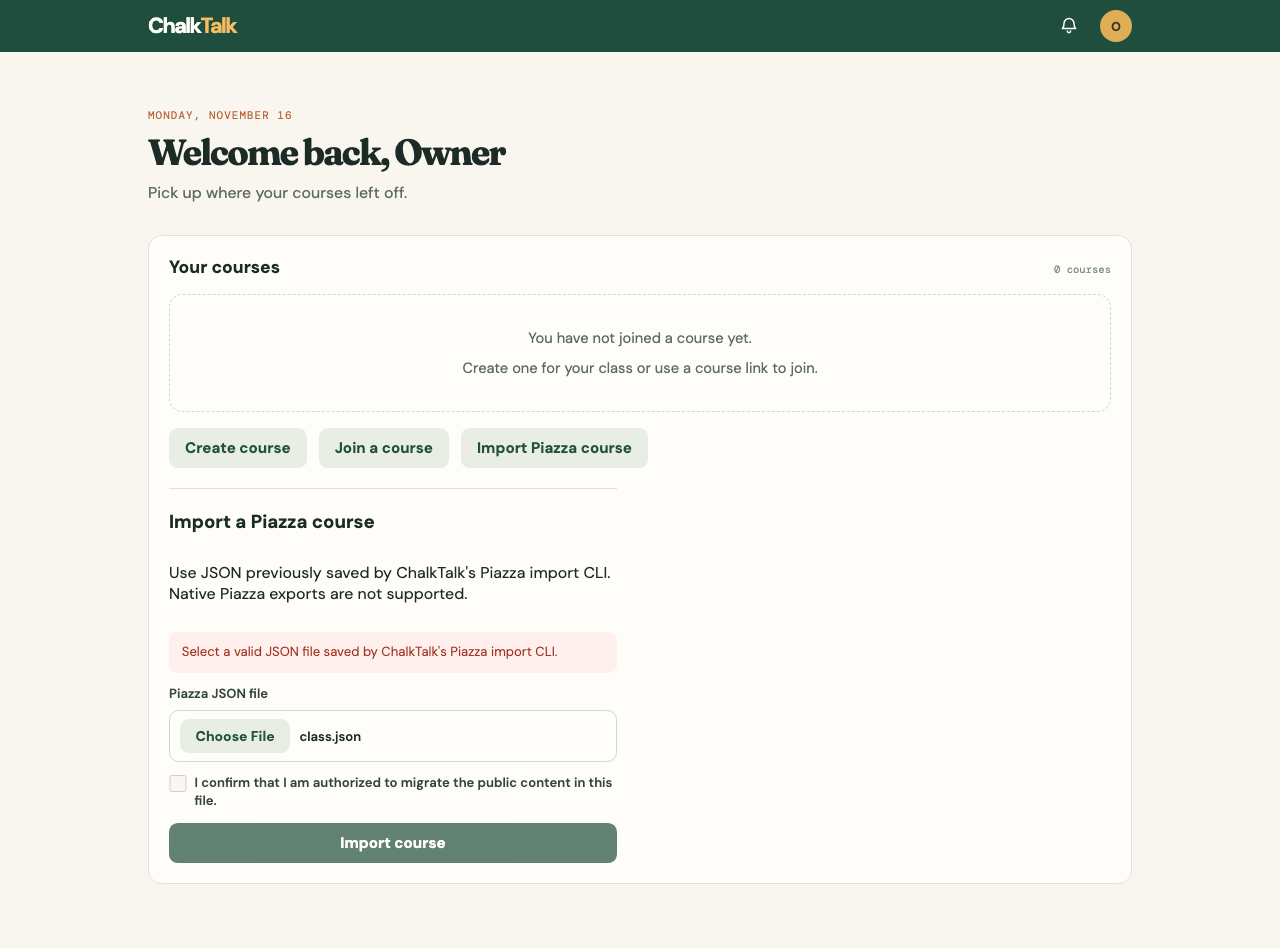 ChalkTalk
O
MONDAY, NOVEMBER 16
Welcome back, Owner
Pick up where your courses left off.
Your courses
0 courses
You have not joined a course yet.
Create one for your class or use a course link to join.
Create course
Join a course
Import Piazza course
Import a Piazza course
Use JSON previously saved by ChalkTalk's Piazza import CLI.
Native Piazza exports are not supported.
Select a valid JSON file saved by ChalkTalk's Piazza import CLI.
Piazza JSON file
Choose File
class.json
I confirm that I am authorized to migrate the public content in this
file.
Import course